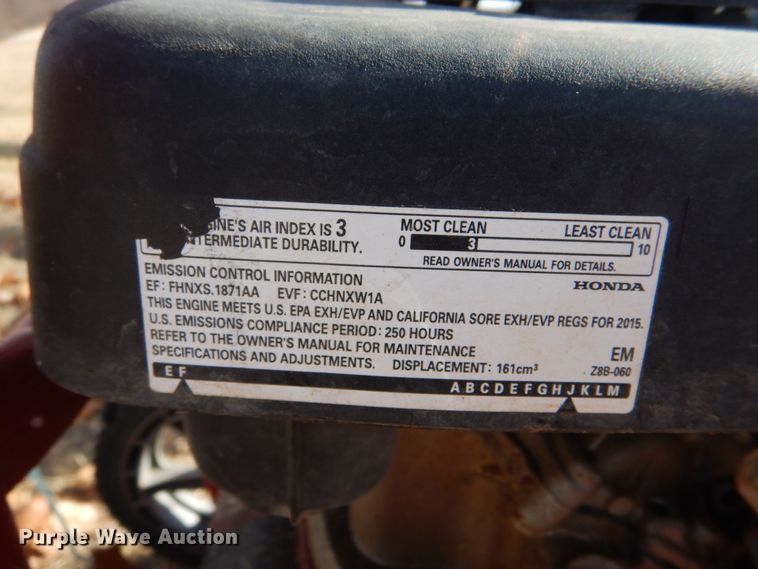 GINE'S AIR INDEX IS 3
INTERMEDIATE DURABILITY.
MOST CLEAN LEAST CLEAN
0 3 10
READ OWNER'S MANUAL FOR DETAILS.
EMISSION CONTROL INFORMATION HONDA
EF: FHNXS.1871AA EVF: CCHNXW1A
THIS ENGINE MEETS U.S. EPA EXH/EVP AND CALIFORNIA SORE EXH/EVP REGS FOR 2015.
U.S. EMISSIONS COMPLIANCE PERIOD: 250 HOURS
REFER TO THE OWNER'S MANUAL FOR MAINTENANCE EM
SPECIFICATIONS AND ADJUSTMENTS. DISPLACEMENT: 161cm³ Z8B-060
E F A B C D E F G H J K L M
Purple Wave Auction